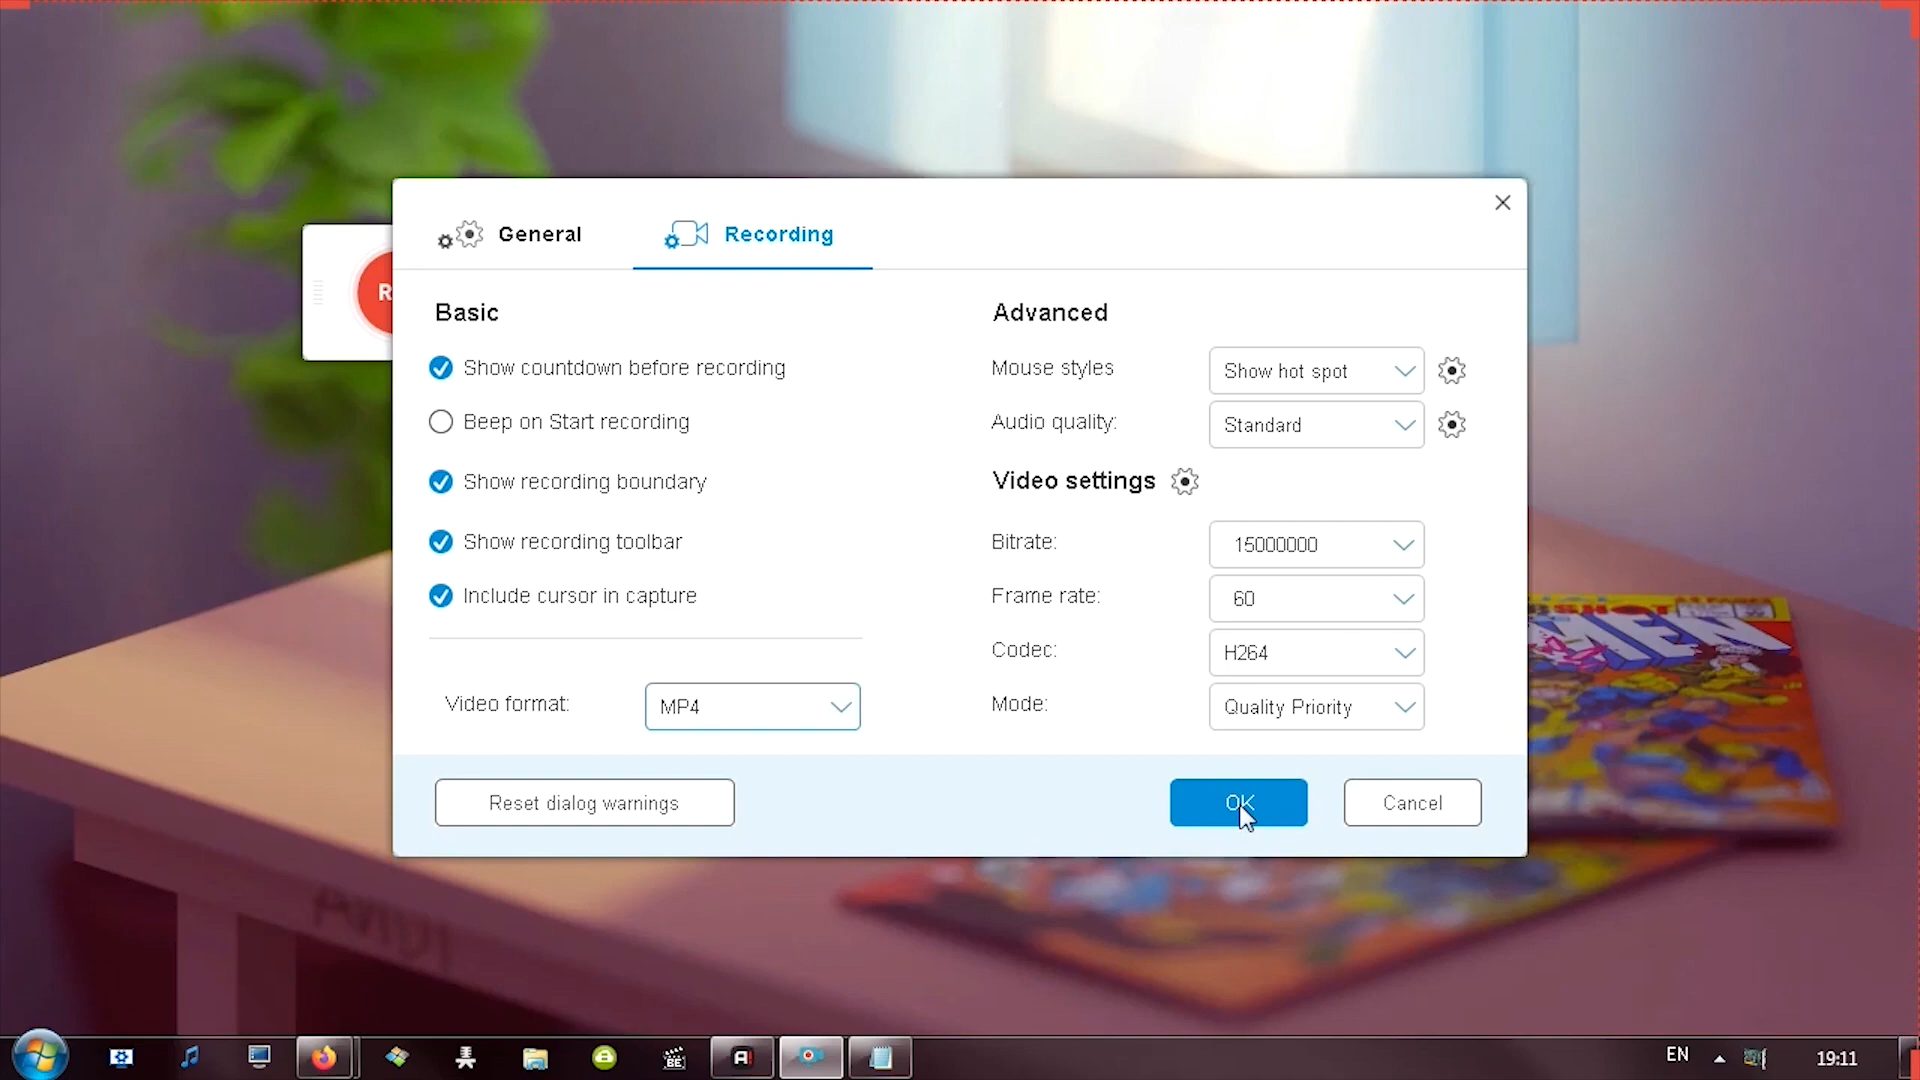 General
Recording
R
Basic
Advanced
Show countdown before recording
Mouse styles
Show hot spot
Beep on Start recording
Audio quality:
Standard
Show recording boundary
Video settings
Show recording toolbar
Bitrate:
15000000
Include cursor in capture
Frame rate:
60
Codec:
H264
Video format:
MP4
Mode:
Quality Priority
Reset dialog warnings
OK
Cancel
MEN
BE
A!
EN
19:11